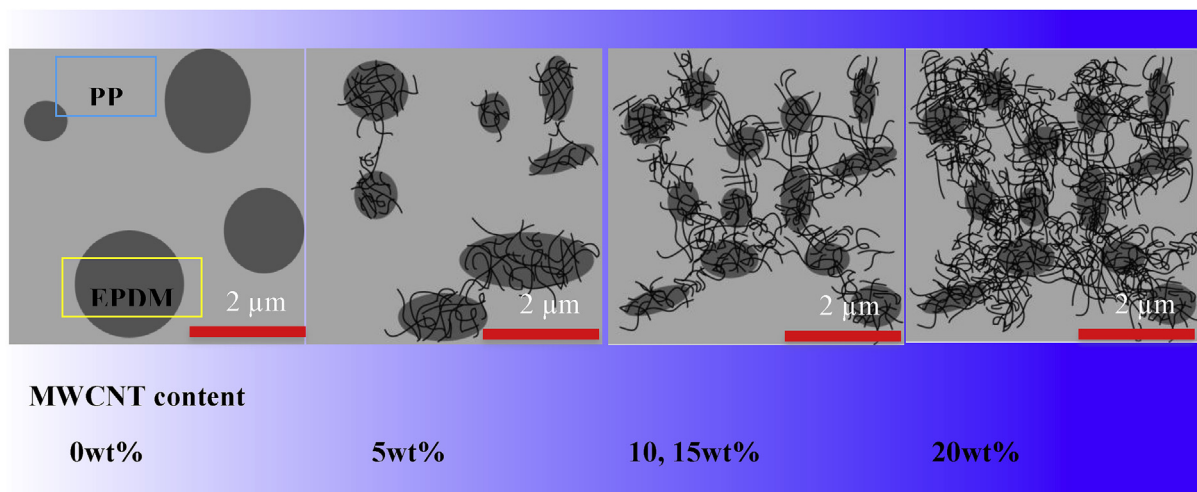 PP
EPDM
2 µm
2 µm
2 µm
2 µm
MWCNT content
0wt%
5wt%
10, 15wt%
20wt%